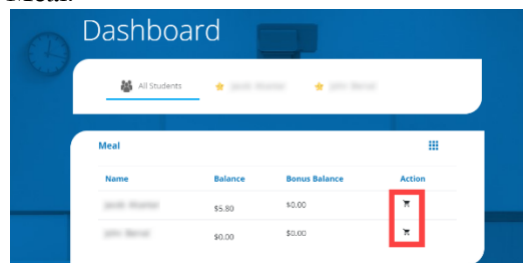 Meal.
Dashboard
All Students
Meal
Name Balance Bonus Balance Action
$5.80 $0.00
$0.00 $0.00